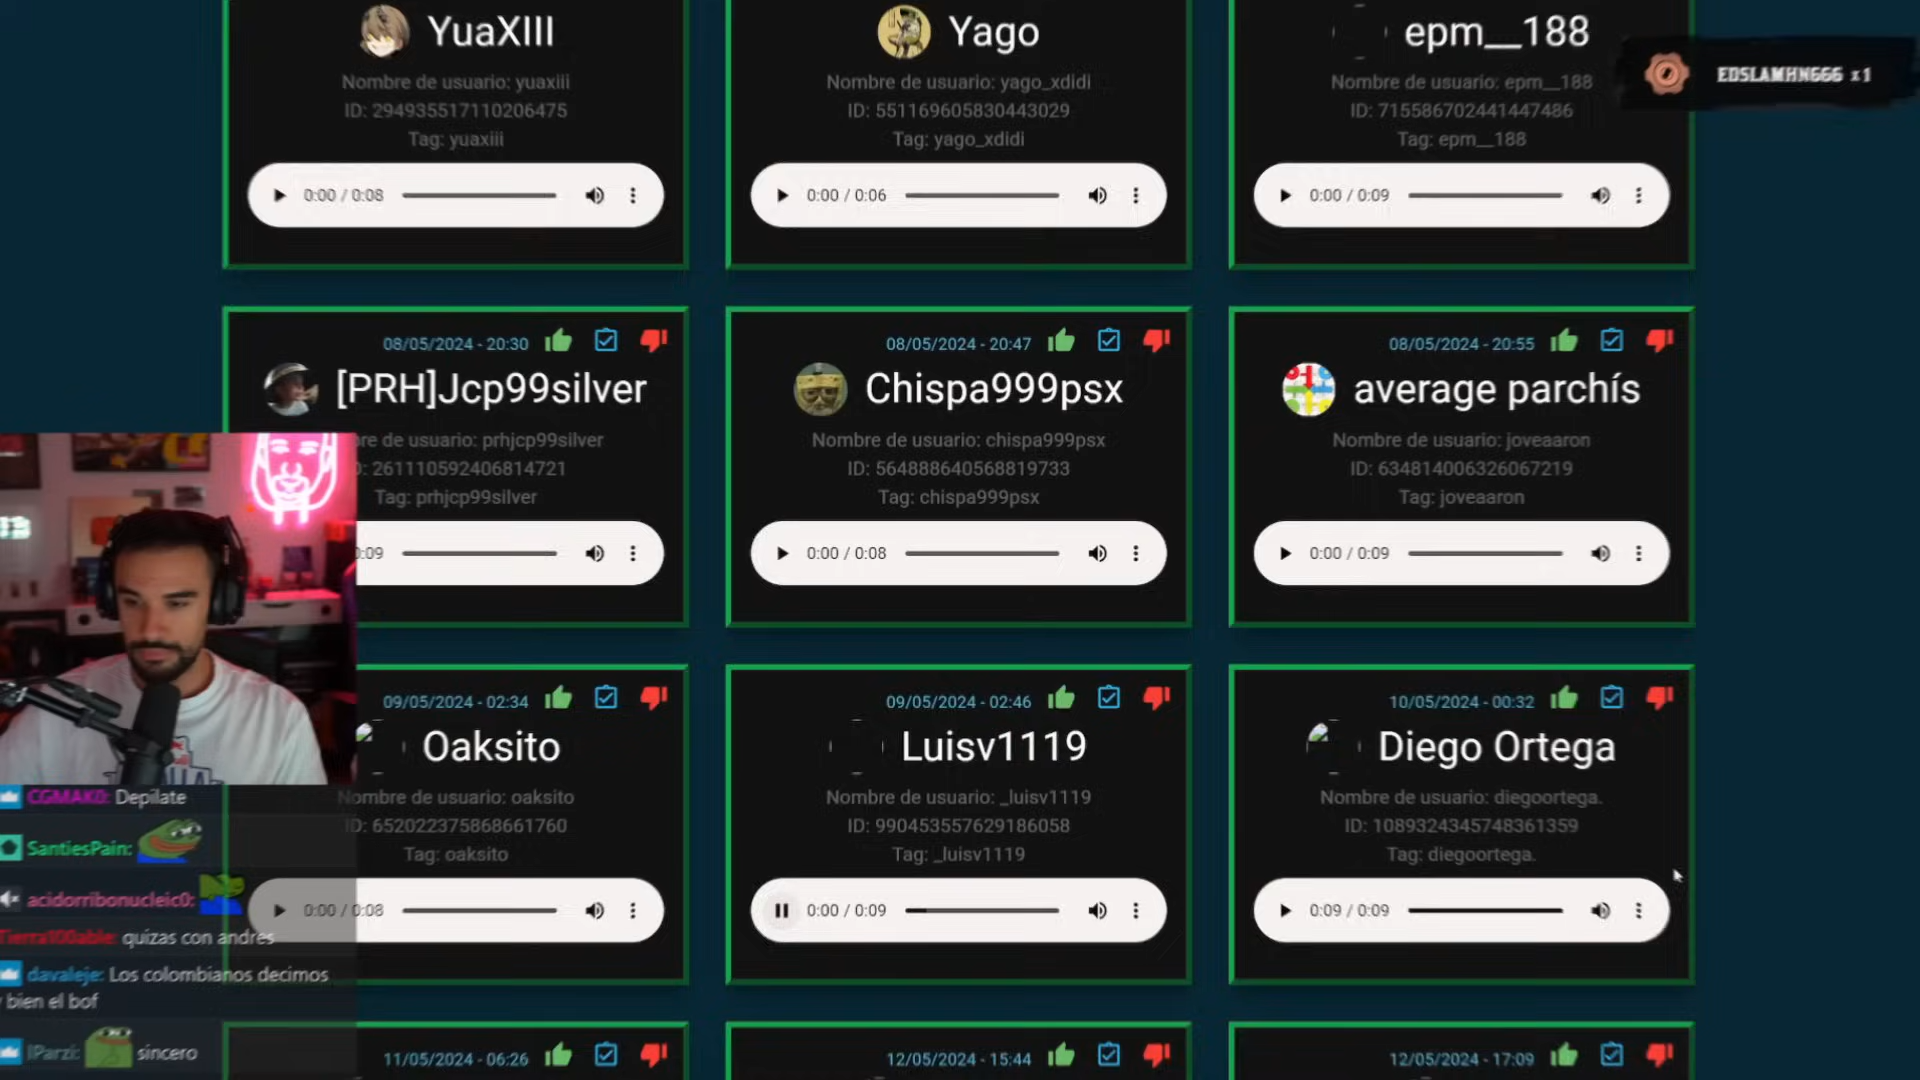 YuaXIII
Nombre de usuario: yuaxiii
ID: 294935517110206475
Tag: yuaxiii
0:00 / 0:08
Yago
Nombre de usuario: yago_xdidi
ID: 551169605830443029
Tag: yago_xdidi
0:00 / 0:06
epm__188
Nombre de usuario: epm__188
ID: 715586702441447486
Tag: epm__188
0:00 / 0:09
EDSLAMHN666 x1
08/05/2024 - 20:30
[PRH]Jcp99silver
bre de usuario: prhjcp99silver
D: 261110592406814721
Tag: prhjcp99silver
0:09
08/05/2024 - 20:47
Chispa999psx
Nombre de usuario: chispa999psx
ID: 564888640568819733
Tag: chispa999psx
0:00 / 0:08
08/05/2024 - 20:55
average parchís
Nombre de usuario: joveaaron
ID: 634814006326067219
Tag: joveaaron
0:00 / 0:09
09/05/2024 - 02:34
Oaksito
Nombre de usuario: oaksito
ID: 652022375868661760
Tag: oaksito
0:00 / 0:08
09/05/2024 - 02:46
Luisv1119
Nombre de usuario: _luisv1119
ID: 990453557629186058
Tag: _luisv1119
0:00 / 0:09
10/05/2024 - 00:32
Diego Ortega
Nombre de usuario: diegoortega.
ID: 1089324345748361359
Tag: diegoortega.
0:09 / 0:09
CGMAK0: Depilate
SantiesPain:
acidorribonucleic0:
Tierra100able: quizas con andres
davaleje: Los colombianos decimos
y bien el bof
lParzi: sincero
11/05/2024 - 06:26
12/05/2024 - 15:44
12/05/2024 - 17:09